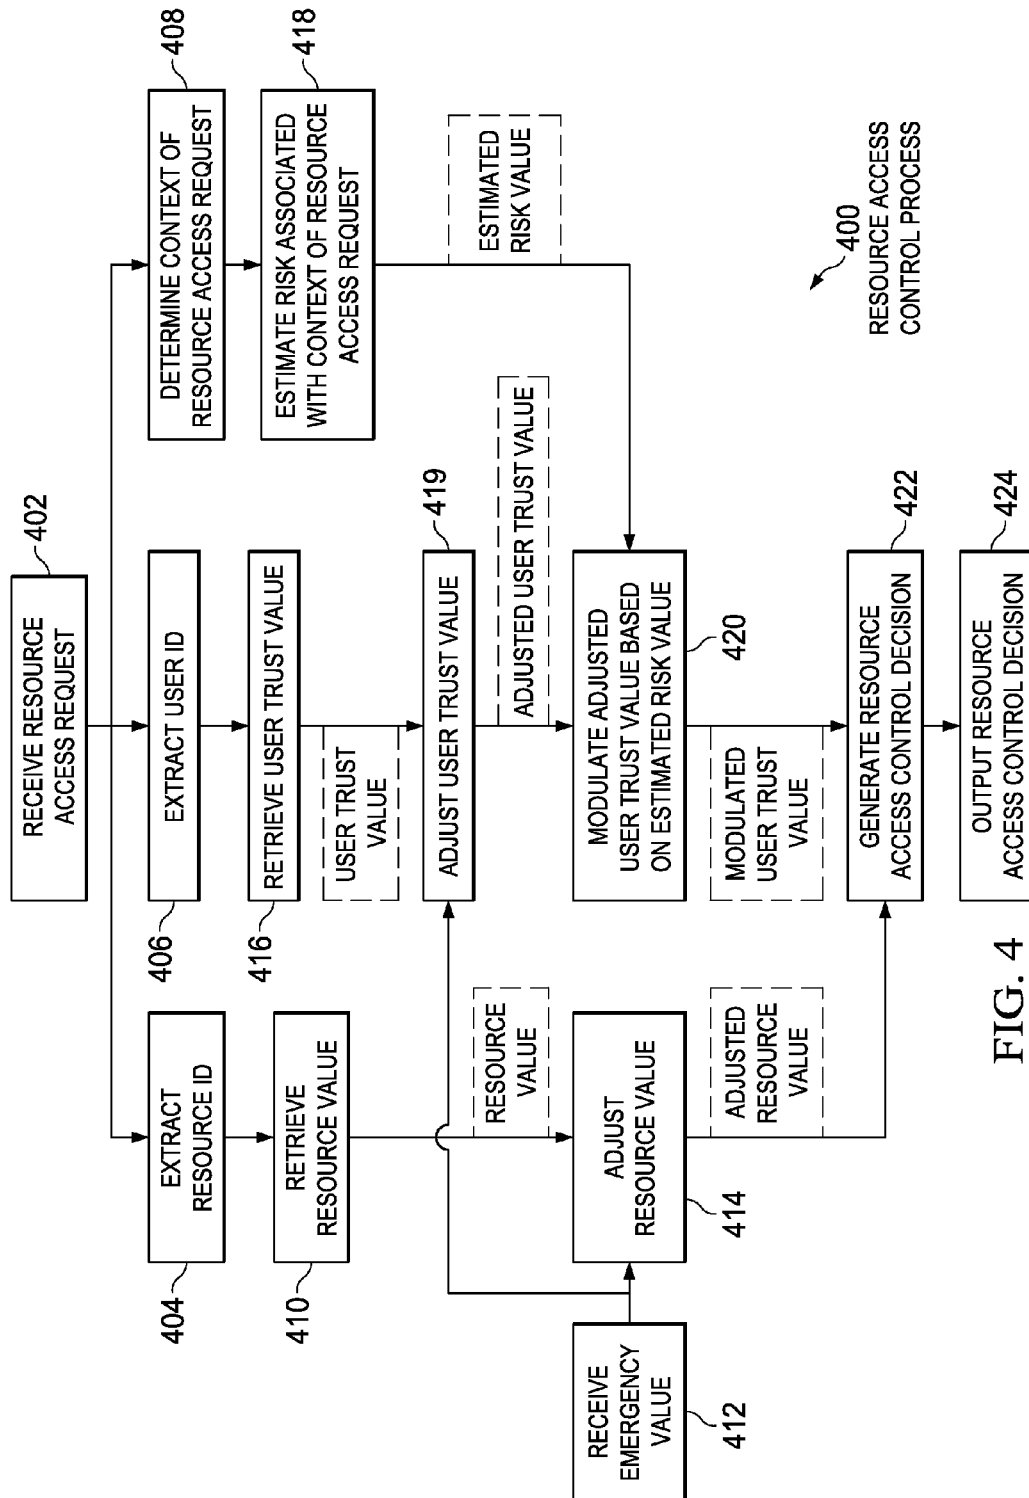 RECEIVE RESOURCE
ACCESS REQUEST
402
EXTRACT
RESOURCE ID
404
EXTRACT USER ID
406
DETERMINE CONTEXT OF
RESOURCE ACCESS REQUEST
408
RETRIEVE
RESOURCE VALUE
410
RETRIEVE USER TRUST VALUE
416
ESTIMATE RISK ASSOCIATED
WITH CONTEXT OF RESOURCE
ACCESS REQUEST
418
USER TRUST
VALUE
ADJUST USER TRUST VALUE
419
RESOURCE
VALUE
ADJUSTED USER TRUST VALUE
ESTIMATED
RISK VALUE
RECEIVE
EMERGENCY
VALUE
412
ADJUST
RESOURCE VALUE
414
MODULATE ADJUSTED
USER TRUST VALUE BASED
ON ESTIMATED RISK VALUE
420
ADJUSTED
RESOURCE
VALUE
MODULATED
USER TRUST
VALUE
GENERATE RESOURCE
ACCESS CONTROL DECISION
422
OUTPUT RESOURCE
ACCESS CONTROL DECISION
424
400
RESOURCE ACCESS
CONTROL PROCESS
FIG. 4